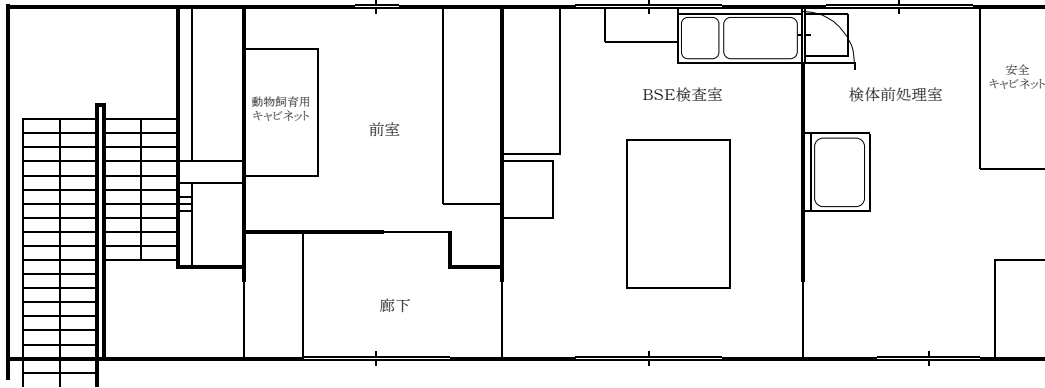 動物飼育用
キャビネット
前室
BSE検査室
検体前処理室
安全
キャビネット
廊下